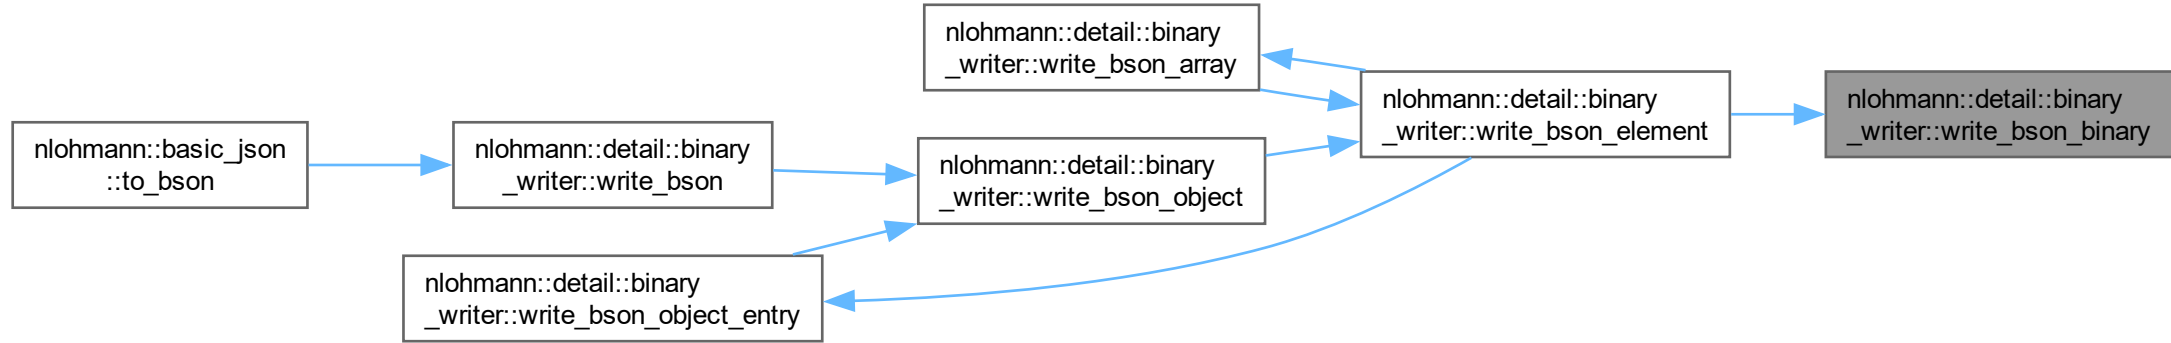 nlohmann::basic_json
::to_bson
nlohmann::detail::binary
_writer::write_bson
nlohmann::detail::binary
_writer::write_bson_object_entry
nlohmann::detail::binary
_writer::write_bson_array
nlohmann::detail::binary
_writer::write_bson_object
nlohmann::detail::binary
_writer::write_bson_element
nlohmann::detail::binary
_writer::write_bson_binary